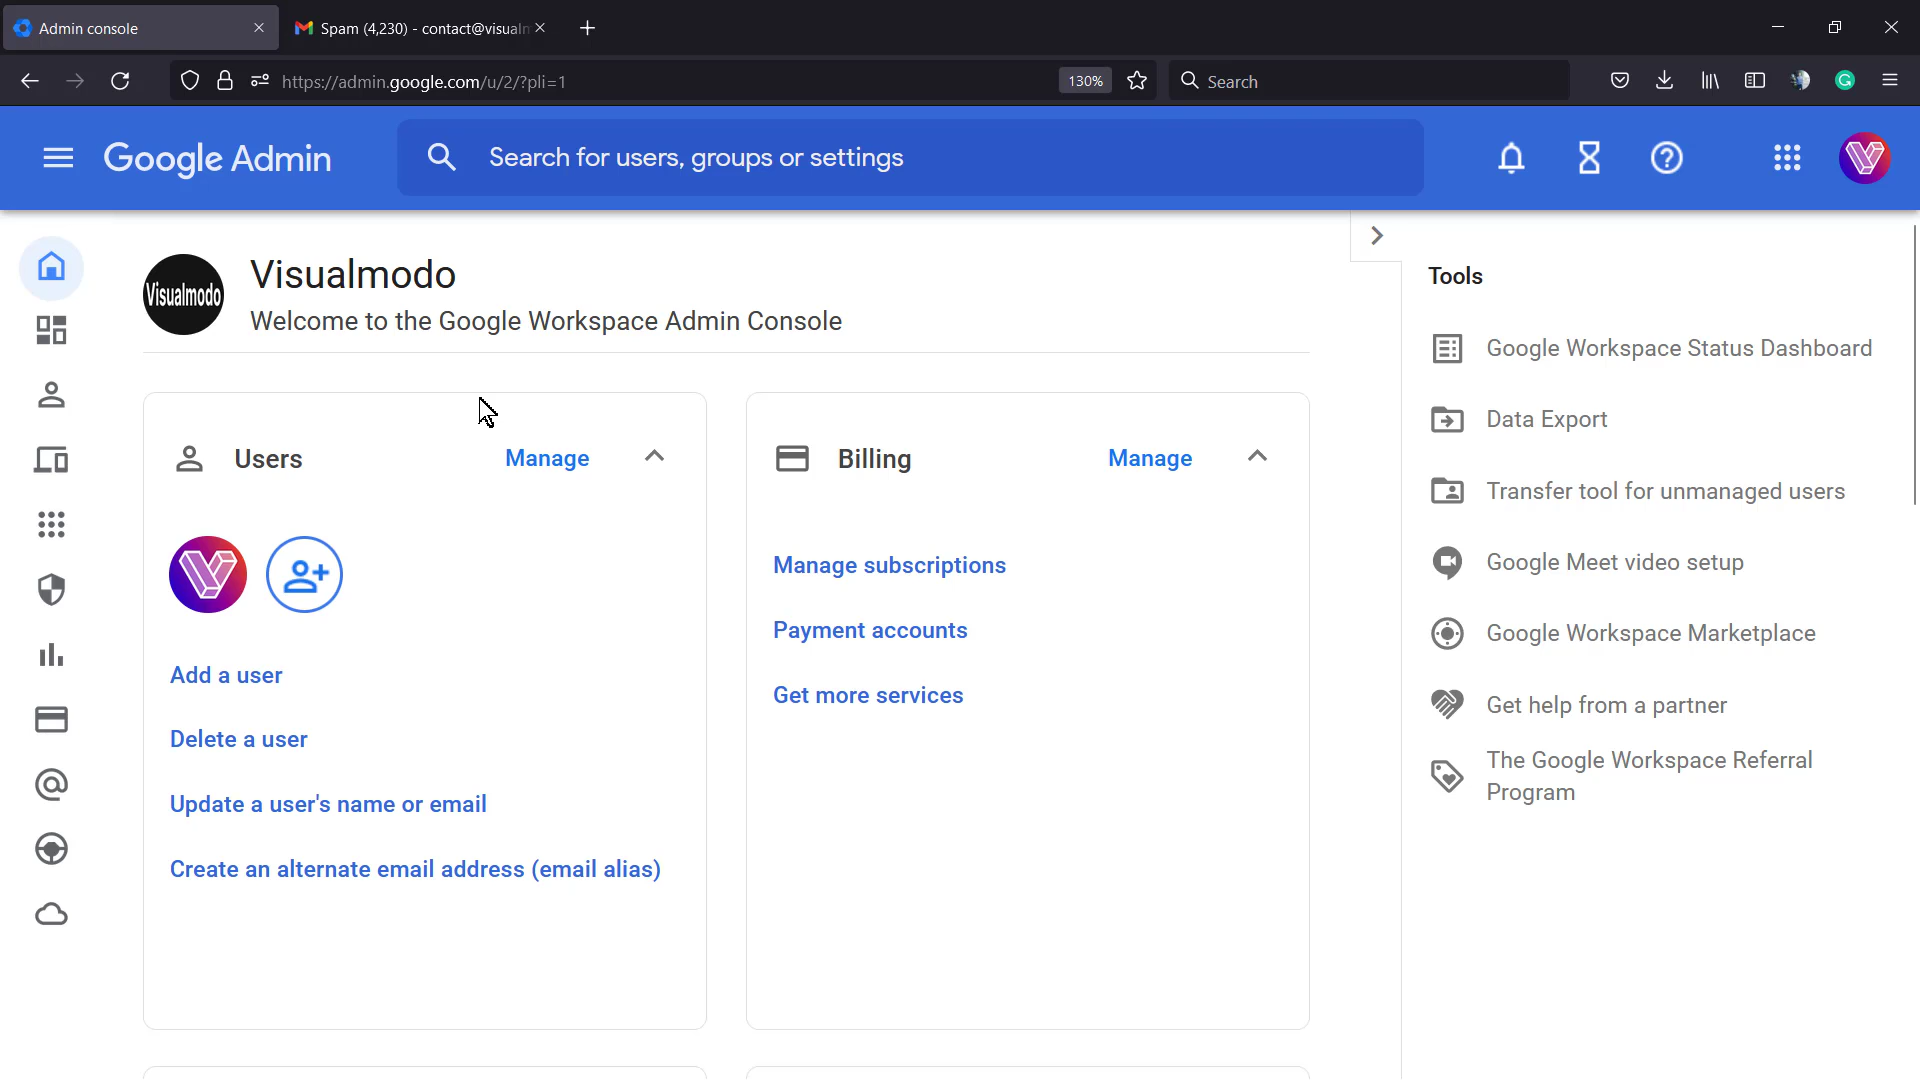 Admin console
Spam (4,230) - contact@visualm
https://admin.google.com/u/2/?pli=1
130%
Search
Google Admin
Search for users, groups or settings
Visualmodo
Visualmodo
Welcome to the Google Workspace Admin Console
Users
Manage
Add a user
Delete a user
Update a user's name or email
Create an alternate email address (email alias)
Billing
Manage
Manage subscriptions
Payment accounts
Get more services
Tools
Google Workspace Status Dashboard
Data Export
Transfer tool for unmanaged users
Google Meet video setup
Google Workspace Marketplace
Get help from a partner
The Google Workspace Referral
Program